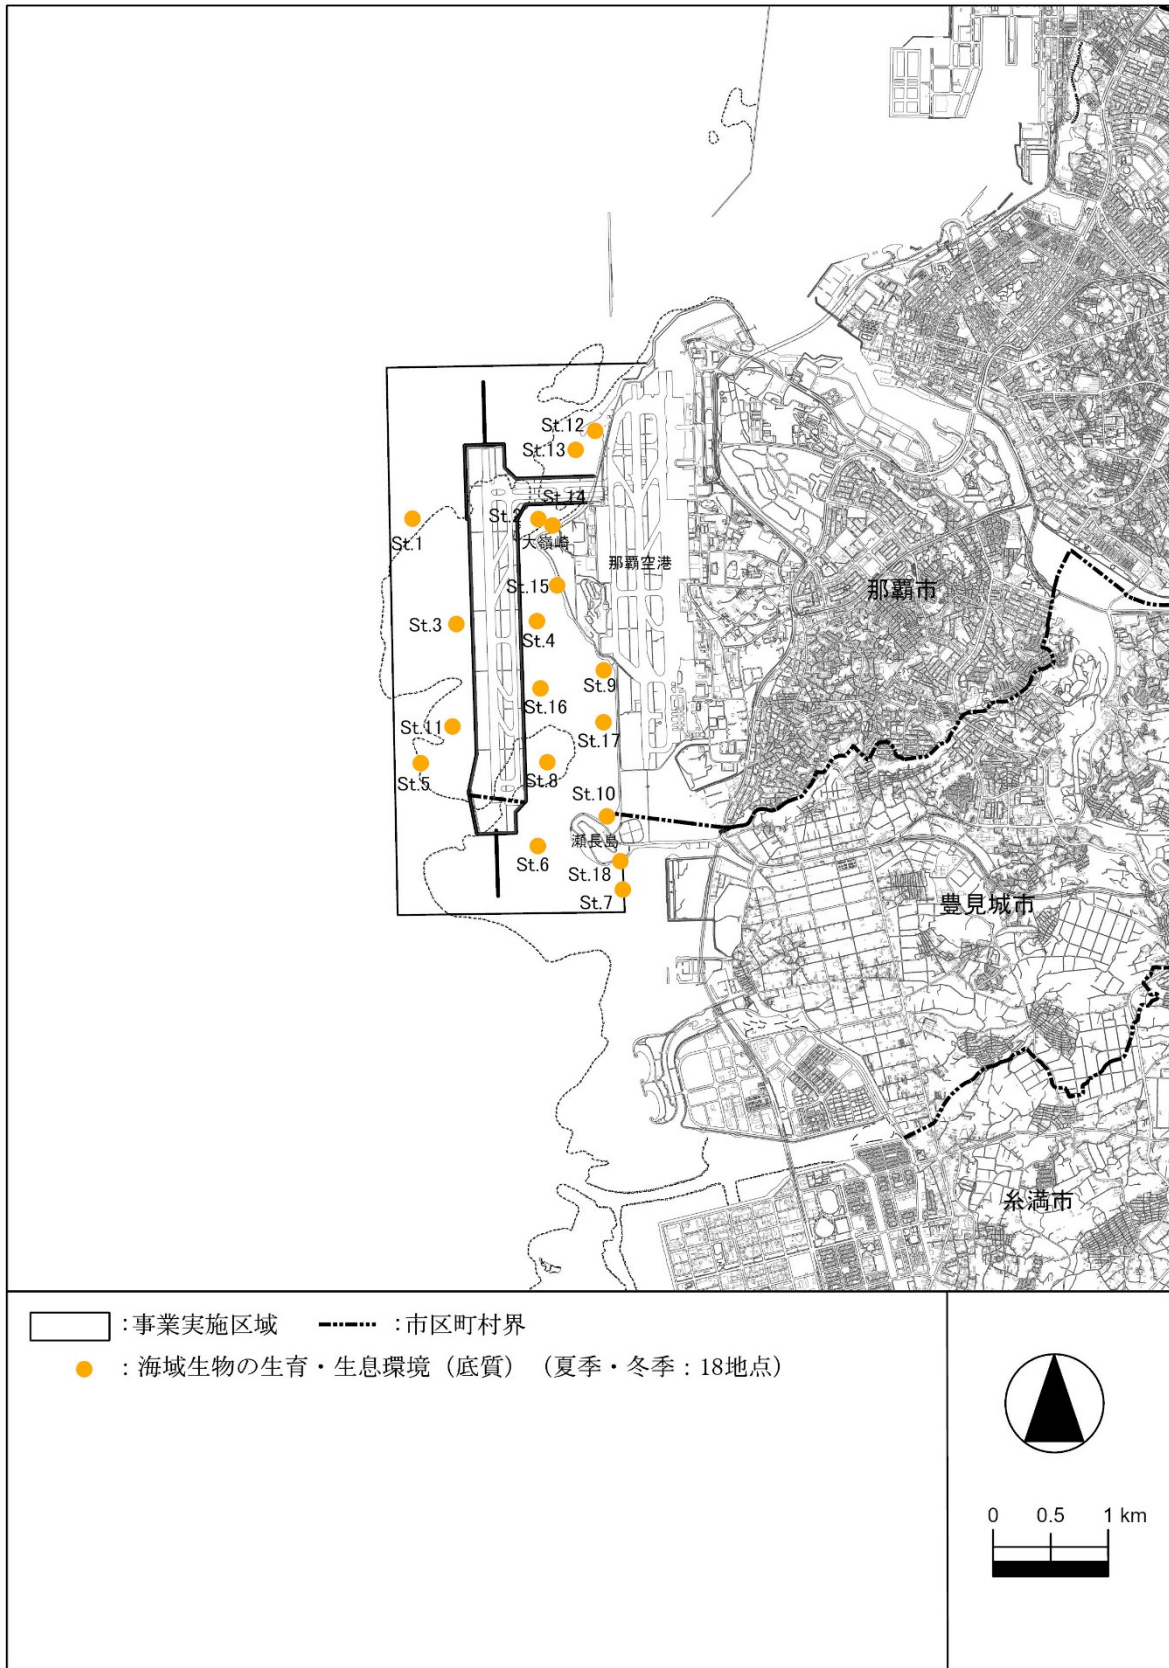 St.12
St.13
St.14
St.2
St.1
大嶺崎
那覇空港
St.15
那覇市
St.3
St.4
St.9
St.16
St.11
St.17
St.5
St.8
St.10
瀬長島
St.6
St.18
St.7
豊見城市
糸満市
：事業実施区域
：市区町村界
：海域生物の生育・生息環境（底質）（夏季・冬季：18地点）
0 0.5 1 km